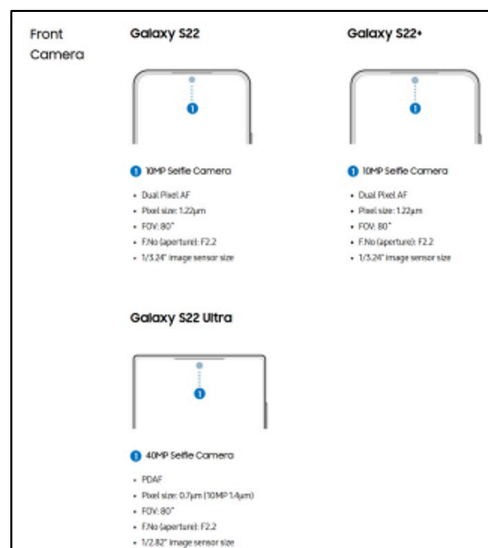 Front
Camera
Galaxy S22
1
1 10MP Selfie Camera
• Dual Pixel AF
• Pixel size: 1.22μm
• FOV: 80˚
• F.No (aperture): F2.2
• 1/3.24" image sensor size
Galaxy S22+
1
1 10MP Selfie Camera
• Dual Pixel AF
• Pixel size: 1.22μm
• FOV: 80˚
• F.No (aperture): F2.2
• 1/3.24" image sensor size
Galaxy S22 Ultra
1
1 40MP Selfie Camera
• PDAF
• Pixel size: 0.7μm (10MP 1.4μm)
• FOV: 80˚
• F.No (aperture): F2.2
• 1/2.82" image sensor size